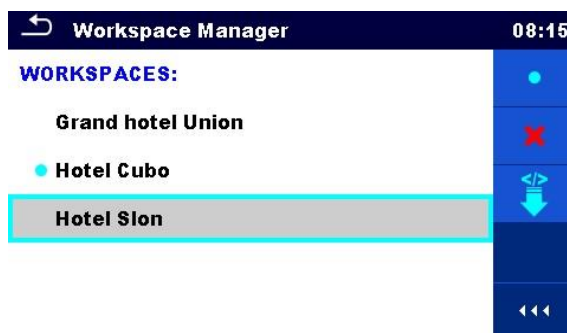 Workspace Manager 08:15
WORKSPACES:
Grand hotel Union
Hotel Cubo
Hotel Slon